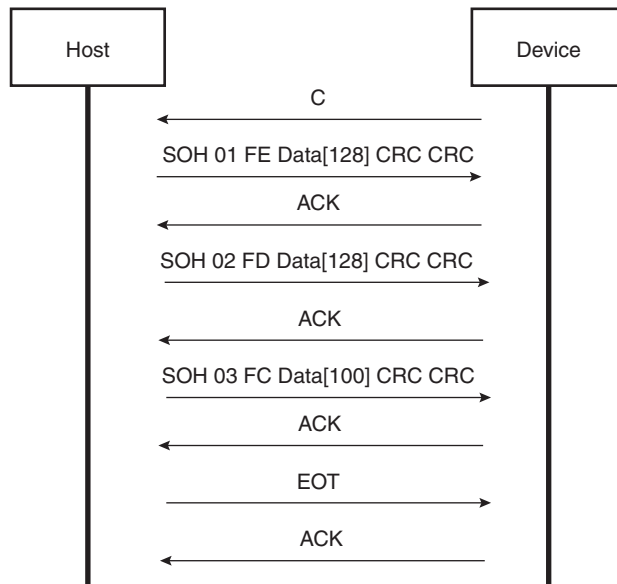 Host
Device
C
SOH 01 FE Data[128] CRC CRC
ACK
SOH 02 FD Data[128] CRC CRC
ACK
SOH 03 FC Data[100] CRC CRC
ACK
EOT
ACK